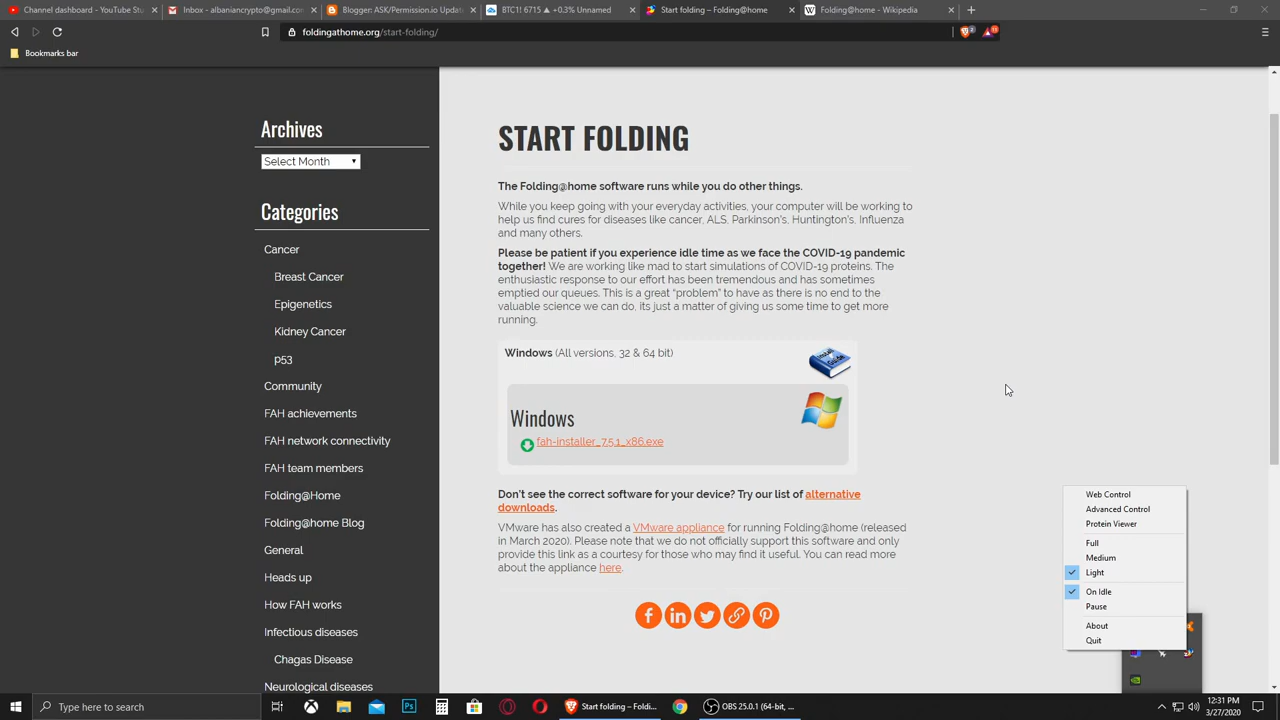 Channel dashboard - YouTube Stu
Inbox - albaniancrypto@gmail.con
Blogger: ASK/Permission.io Updat
BTC1! 6715 ▲ +0.3% Unnamed
Start folding – Folding@home
Folding@home - Wikipedia
foldingathome.org/start-folding/
Bookmarks bar
Archives
Select Month
Categories
Cancer
Breast Cancer
Epigenetics
Kidney Cancer
p53
Community
FAH achievements
FAH network connectivity
FAH team members
Folding@Home
Folding@home Blog
General
Heads up
How FAH works
Infectious diseases
Chagas Disease
Neurological diseases
START FOLDING
The Folding@home software runs while you do other things.
While you keep going with your everyday activities, your computer will be working to
help us find cures for diseases like cancer, ALS, Parkinson's, Huntington's, Influenza
and many others.
Please be patient if you experience idle time as we face the COVID-19 pandemic
together! We are working like mad to start simulations of COVID-19 proteins. The
enthusiastic response to our effort has been tremendous and has sometimes
emptied our queues. This is a great “problem” to have as there is no end to the
valuable science we can do, its just a matter of giving us some time to get more
running.
Windows (All versions, 32 & 64 bit)
Windows
fah-installer_7.5.1_x86.exe
Don't see the correct software for your device? Try our list of alternative
downloads.
VMware has also created a VMware appliance for running Folding@home (released
in March 2020). Please note that we do not officially support this software and only
provide this link as a courtesy for those who may find it useful. You can read more
about the appliance here.
Web Control
Advanced Control
Protein Viewer
Full
Medium
Light
On Idle
Pause
About
Quit
Type here to search
Start folding – Foldi...
OBS 25.0.1 (64-bit, ...
12:31 PM
3/27/2020